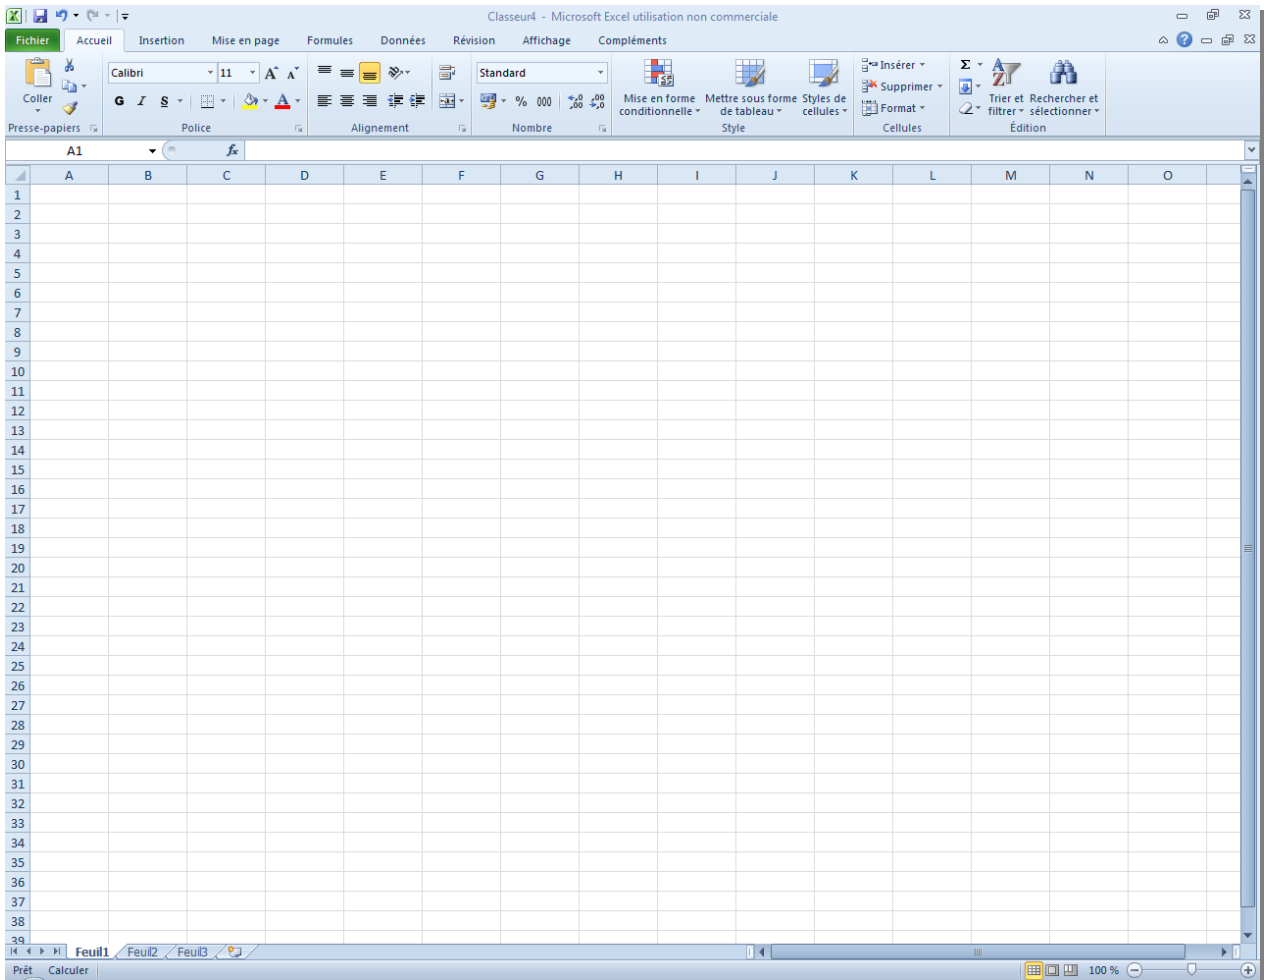 Classeur4 - Microsoft Excel utilisation non commerciale
Fichier Accueil Insertion Mise en page Formules Données Révision Affichage Compléments
Coller
Calibri 11 A A
G I S A
Standard
% 000 ,00 ,00
Mise en forme conditionnelle
Mettre sous forme de tableau
Styles de cellules
Insérer
Supprimer
Format
Σ
Trier et filtrer
Rechercher et sélectionner
Presse-papiers Police Alignement Nombre Style Cellules Édition
A1 fx
A B C D E F G H I J K L M N O
1
2
3
4
5
6
7
8
9
10
11
12
13
14
15
16
17
18
19
20
21
22
23
24
25
26
27
28
29
30
31
32
33
34
35
36
37
38
39
Feuil1 Feuil2 Feuil3
Prêt Calculer 100 %